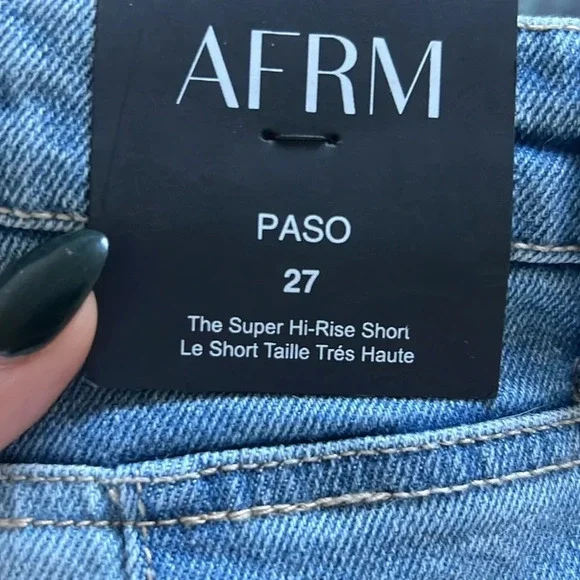 AFRM
PASO
27
The Super Hi-Rise Short
Le Short Taille Trés Haute